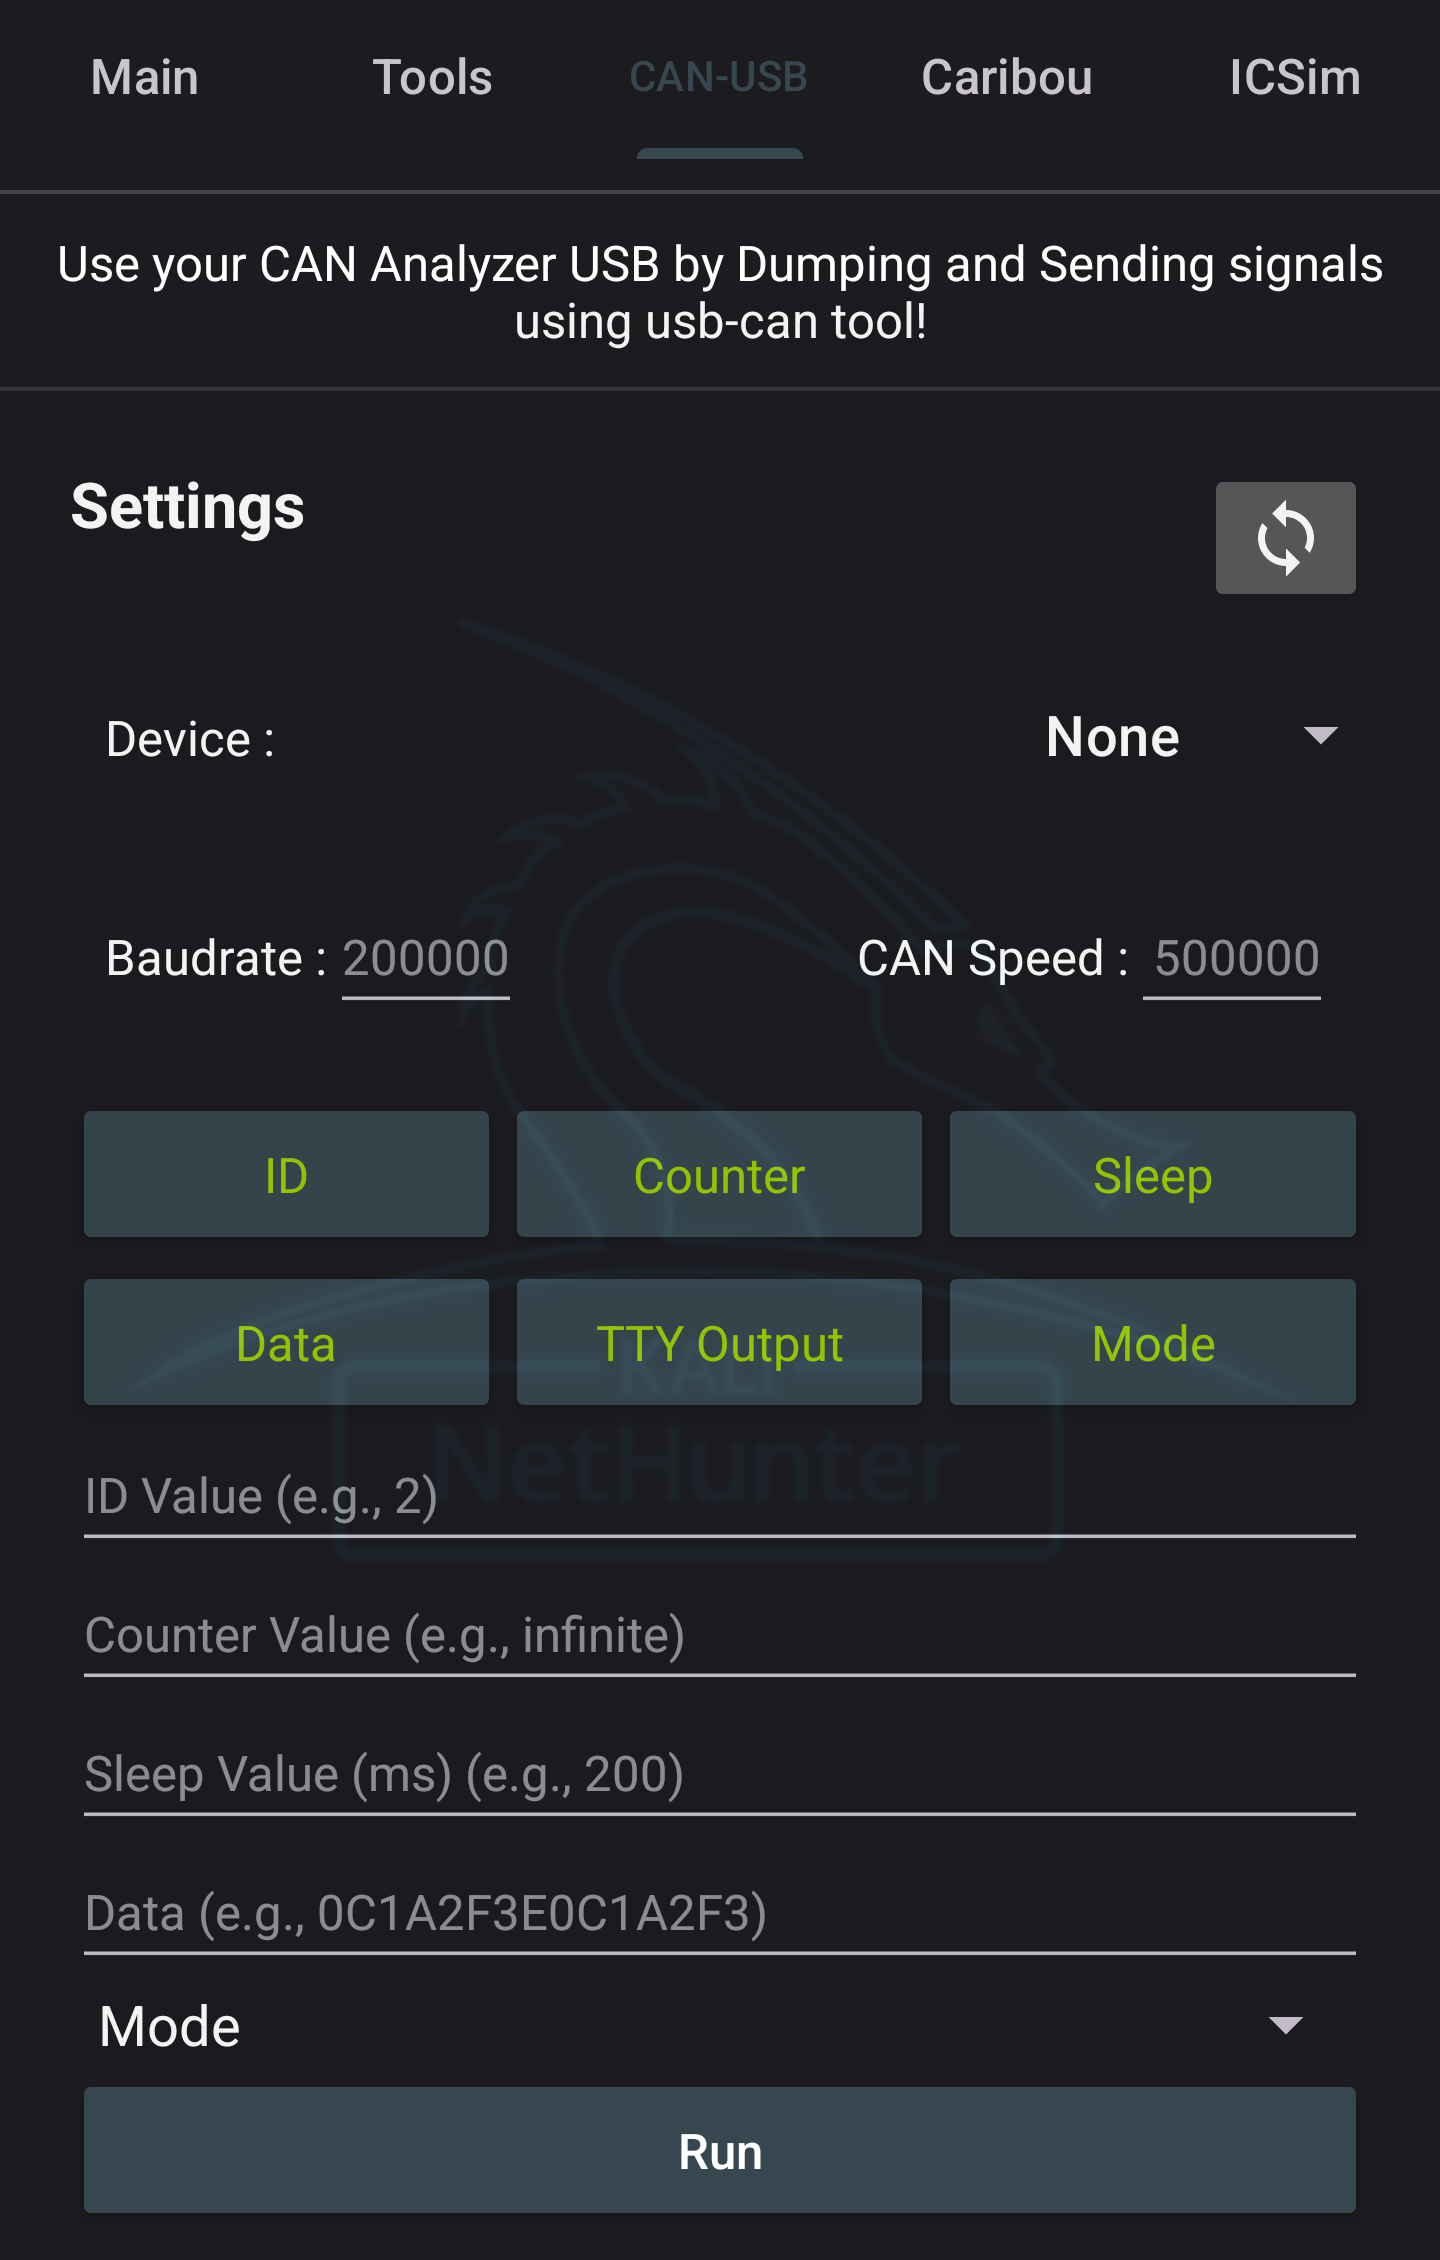 Main Tools CAN-USB Caribou ICSim
Use your CAN Analyzer USB by Dumping and Sending signals
using usb-can tool!
Settings
Device : None
Baudrate : 200000 CAN Speed : 500000
ID Counter Sleep
Data TTY Output Mode
KALI
NetHunter
ID Value (e.g., 2)
Counter Value (e.g., infinite)
Sleep Value (ms) (e.g., 200)
Data (e.g., 0C1A2F3E0C1A2F3)
Mode
Run